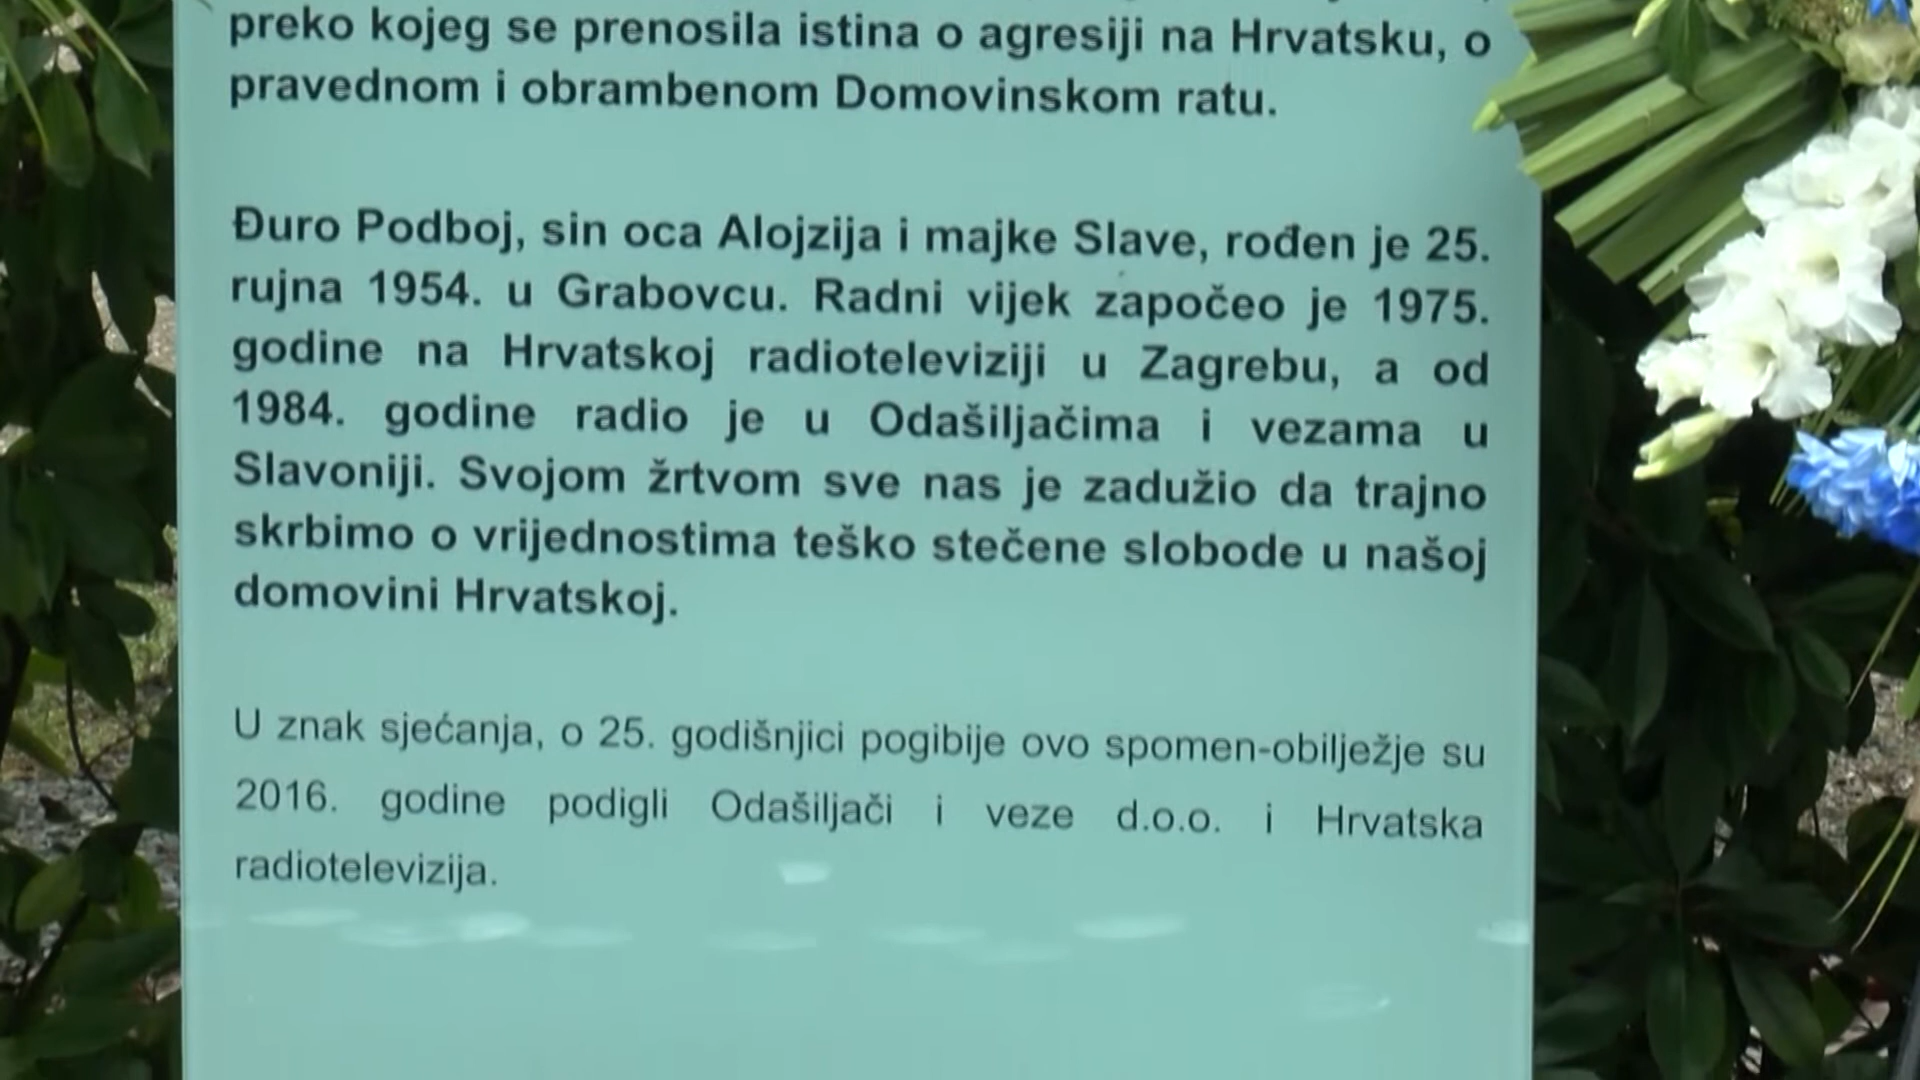 preko kojeg se prenosila istina o agresiji na Hrvatsku, o
pravednom i obrambenom Domovinskom ratu.
Đuro Podboj, sin oca Alojzija i majke Slave, rođen je 25.
rujna 1954. u Grabovcu. Radni vijek započeo je 1975.
godine na Hrvatskoj radioteleviziji u Zagrebu, a od
1984. godine radio je u Odašiljačima i vezama u
Slavoniji. Svojom žrtvom sve nas je zadužio da trajno
skrbimo o vrijednostima teško stečene slobode u našoj
domovini Hrvatskoj.
U znak sjećanja, o 25. godišnjici pogibije ovo spomen-obilježje su
2016. godine podigli Odašiljači i veze d.o.o. i Hrvatska
radiotelevizija.